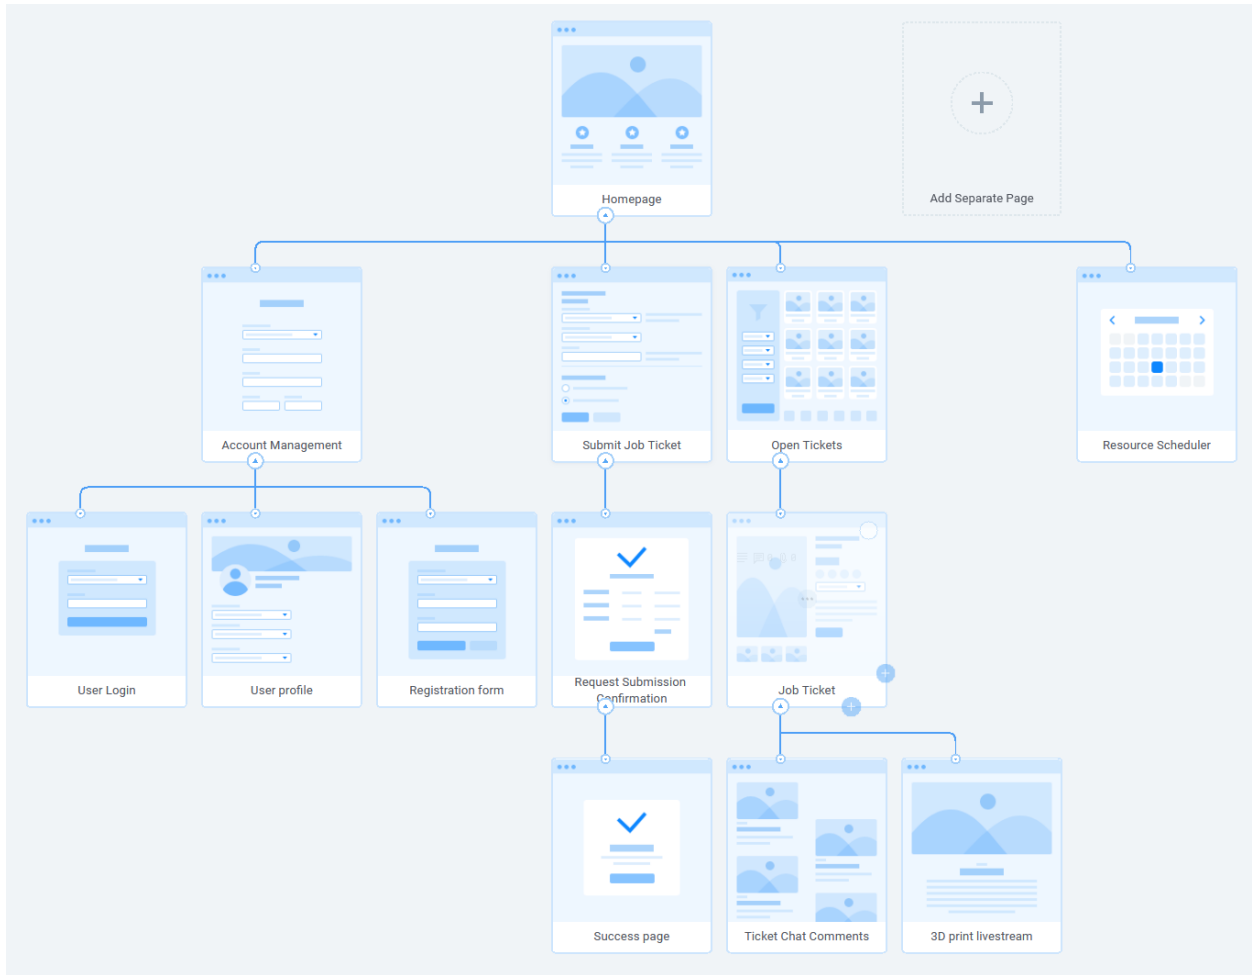 Homepage
Add Separate Page
Account Management
Submit Job Ticket
Open Tickets
Resource Scheduler
User Login
User profile
Registration form
Request Submission
Confirmation
Job Ticket
Success page
Ticket Chat Comments
3D print livestream